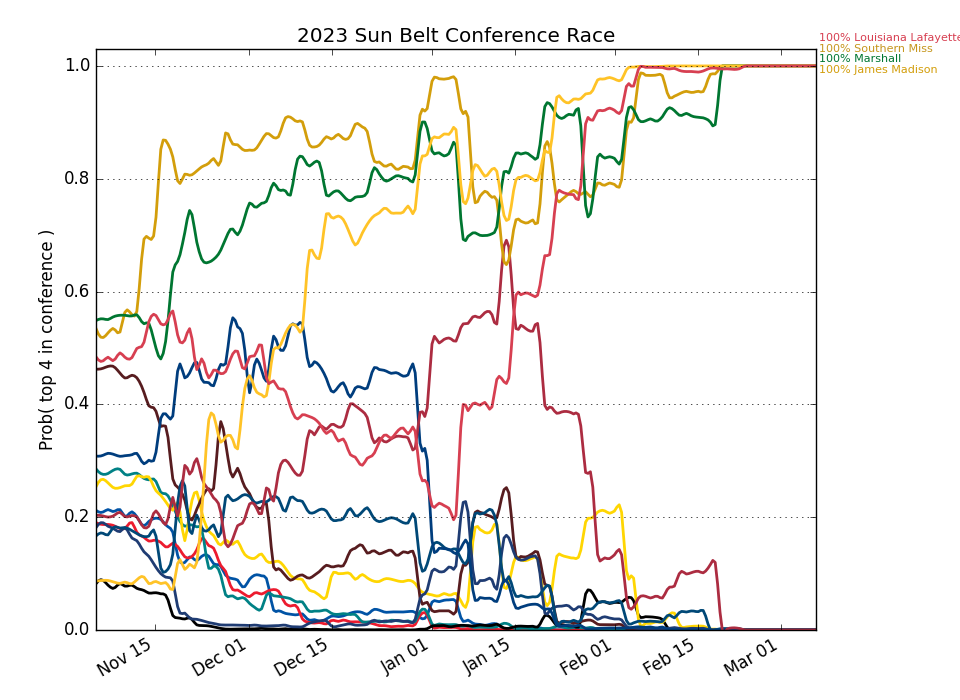 2023 Sun Belt Conference Race
100% Louisiana Lafayette
100% Southern Miss
100% Marshall
100% James Madison
Prob( top 4 in conference )
1.0
0.8
0.6
0.4
0.2
0.0
Nov 15
Dec 01
Dec 15
Jan 01
Jan 15
Feb 01
Feb 15
Mar 01